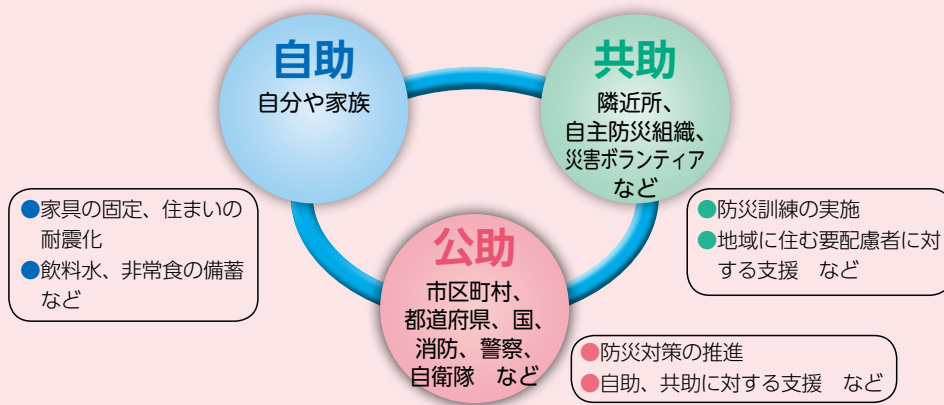 自助
自分や家族
共助
隣近所、
自主防災組織、
災害ボランティア
など
●家具の固定、住まいの
耐震化
●飲料水、非常食の備蓄
など
公助
市区町村、
都道府県、国、
消防、警察、
自衛隊　など
●防災訓練の実施
●地域に住む要配慮者に対
する支援　など
●防災対策の推進
●自助、共助に対する支援　など